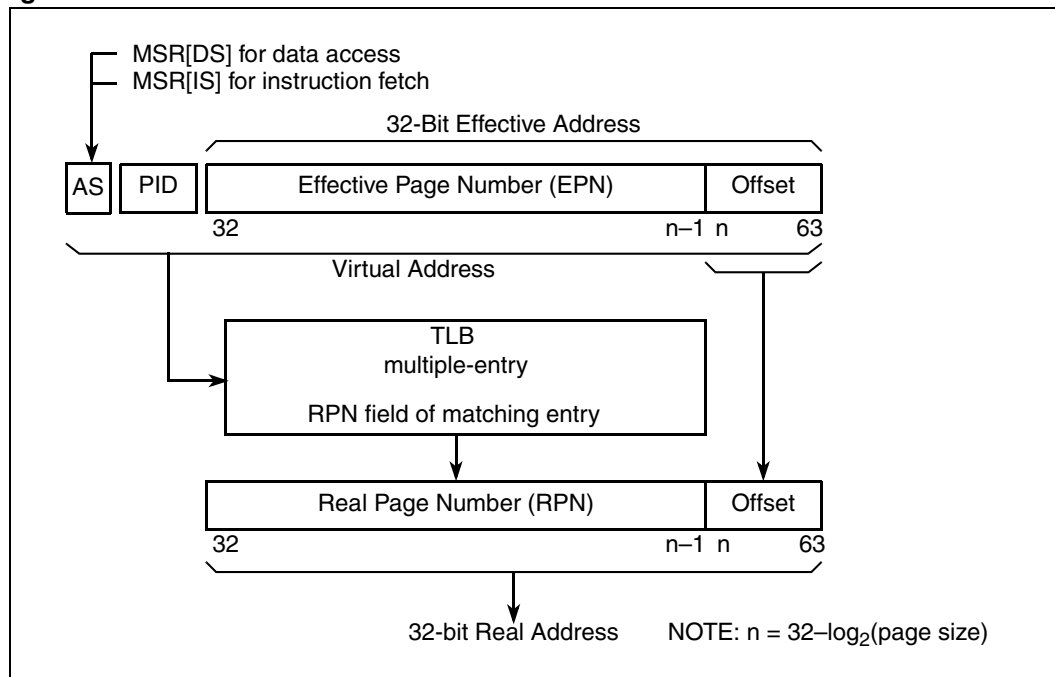 MSR[DS] for data access
MSR[IS] for instruction fetch
32-Bit Effective Address
AS PID Effective Page Number (EPN) Offset
32 n–1 n 63
Virtual Address
TLB
multiple-entry
RPN field of matching entry
Real Page Number (RPN) Offset
32 n–1 n 63
32-bit Real Address NOTE: n = 32–log2(page size)